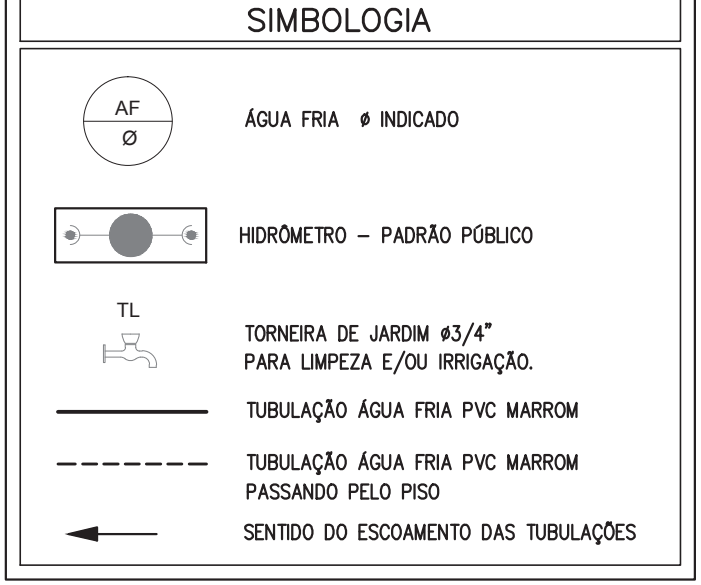 SIMBOLOGIA
AF
Ø
ÁGUA FRIA Ø INDICADO
HIDRÔMETRO – PADRÃO PÚBLICO
TL
TORNEIRA DE JARDIM Ø3/4"
PARA LIMPEZA E/OU IRRIGAÇÃO.
TUBULAÇÃO ÁGUA FRIA PVC MARROM
TUBULAÇÃO ÁGUA FRIA PVC MARROM
PASSANDO PELO PISO
SENTIDO DO ESCOAMENTO DAS TUBULAÇÕES